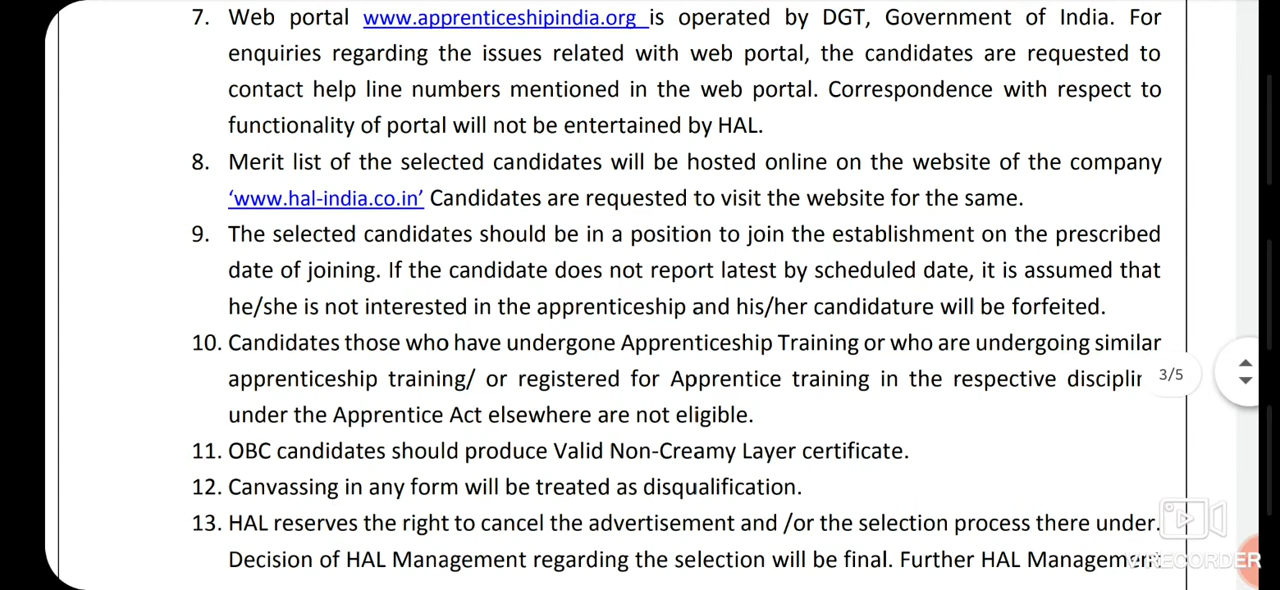 7. Web portal www.apprenticeshipindia.org is operated by DGT, Government of India. For
enquiries regarding the issues related with web portal, the candidates are requested to
contact help line numbers mentioned in the web portal. Correspondence with respect to
functionality of portal will not be entertained by HAL.
8. Merit list of the selected candidates will be hosted online on the website of the company
‘www.hal-india.co.in’ Candidates are requested to visit the website for the same.
9. The selected candidates should be in a position to join the establishment on the prescribed
date of joining. If the candidate does not report latest by scheduled date, it is assumed that
he/she is not interested in the apprenticeship and his/her candidature will be forfeited.
10. Candidates those who have undergone Apprenticeship Training or who are undergoing similar
apprenticeship training/ or registered for Apprentice training in the respective disciplin
3/5
under the Apprentice Act elsewhere are not eligible.
11. OBC candidates should produce Valid Non-Creamy Layer certificate.
12. Canvassing in any form will be treated as disqualification.
13. HAL reserves the right to cancel the advertisement and /or the selection process there under.
Decision of HAL Management regarding the selection will be final. Further HAL Management
VIRECORDER